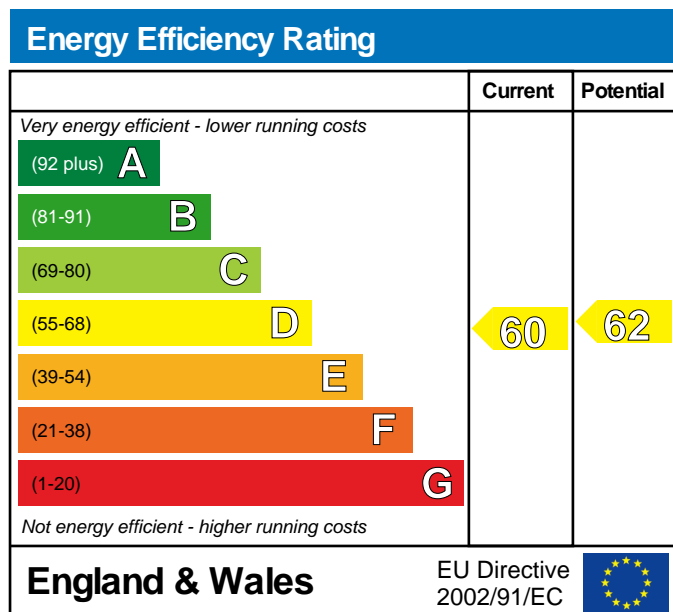 Energy Efficiency Rating
Current Potential
Very energy efficient - lower running costs
(92 plus) A
(81-91) B
(69-80) C
(55-68) D 60 62
(39-54) E
(21-38) F
(1-20) G
Not energy efficient - higher running costs
England & Wales
EU Directive
2002/91/EC